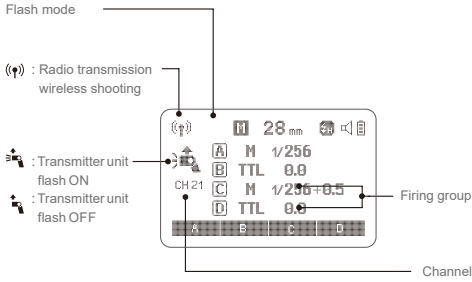 Flash mode
: Radio transmission
wireless shooting
M 28 mm
A M 1/256
: Transmitter unit
flash ON
B TTL 0.0
CH 21
C M 1/256+0.5
: Transmitter unit
flash OFF
Firing group
D TTL 0.0
A B C D
Channel